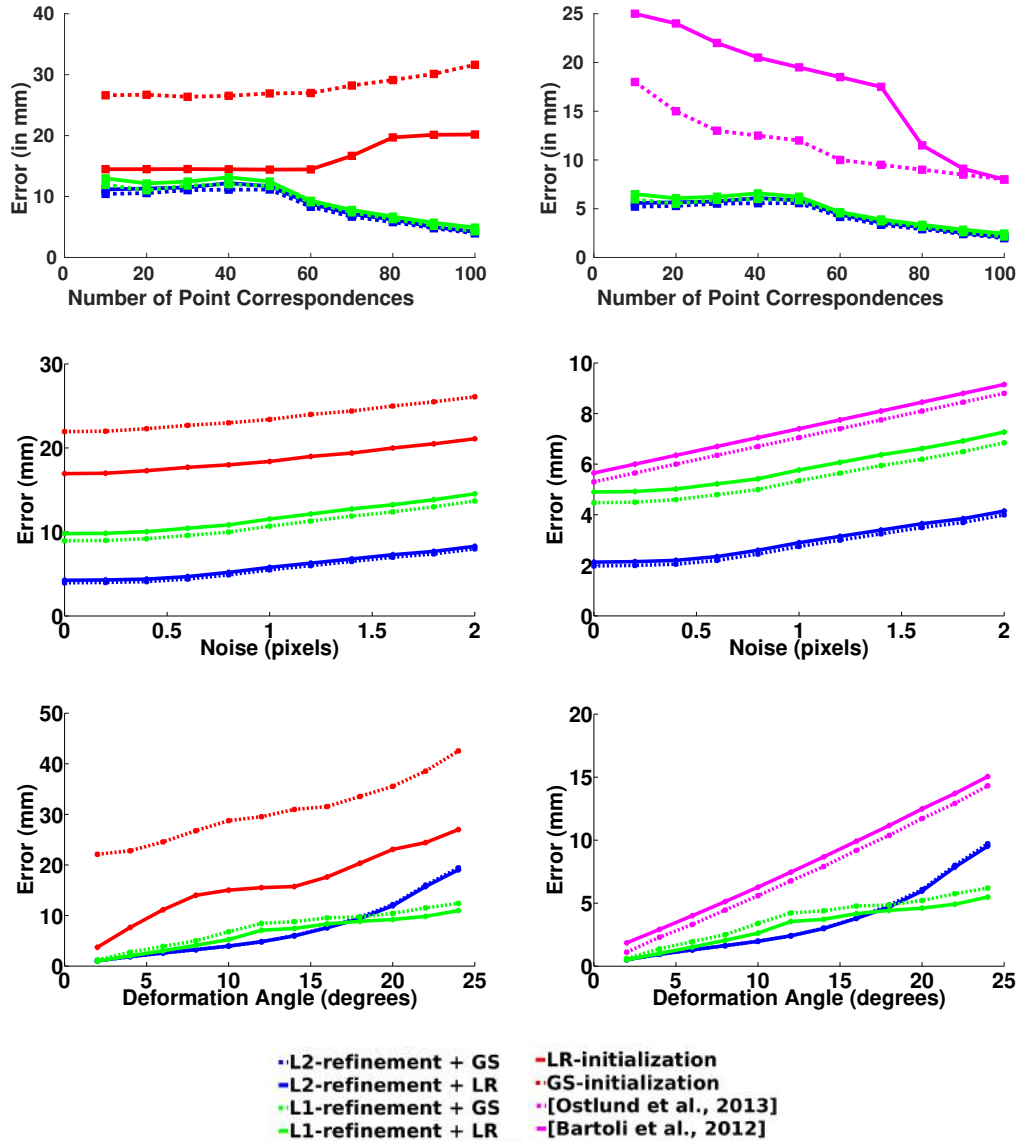 40
30
20
10
0
Error (in mm)
0 20 40 60 80 100
Number of Point Correspondences
25
20
15
10
5
0
Error (in mm)
0 20 40 60 80 100
Number of Point Correspondences
30
20
10
0
Error (mm)
0 0.5 1 1.5 2
Noise (pixels)
10
8
6
4
2
0
Error (mm)
0 0.5 1 1.5 2
Noise (pixels)
50
40
30
20
10
0
Error (mm)
0 5 10 15 20 25
Deformation Angle (degrees)
20
15
10
5
0
Error (mm)
0 5 10 15 20 25
Deformation Angle (degrees)
L2-refinement + GS
L2-refinement + LR
L1-refinement + GS
L1-refinement + LR
LR-initialization
GS-initialization
[Ostlund et al., 2013]
[Bartoli et al., 2012]